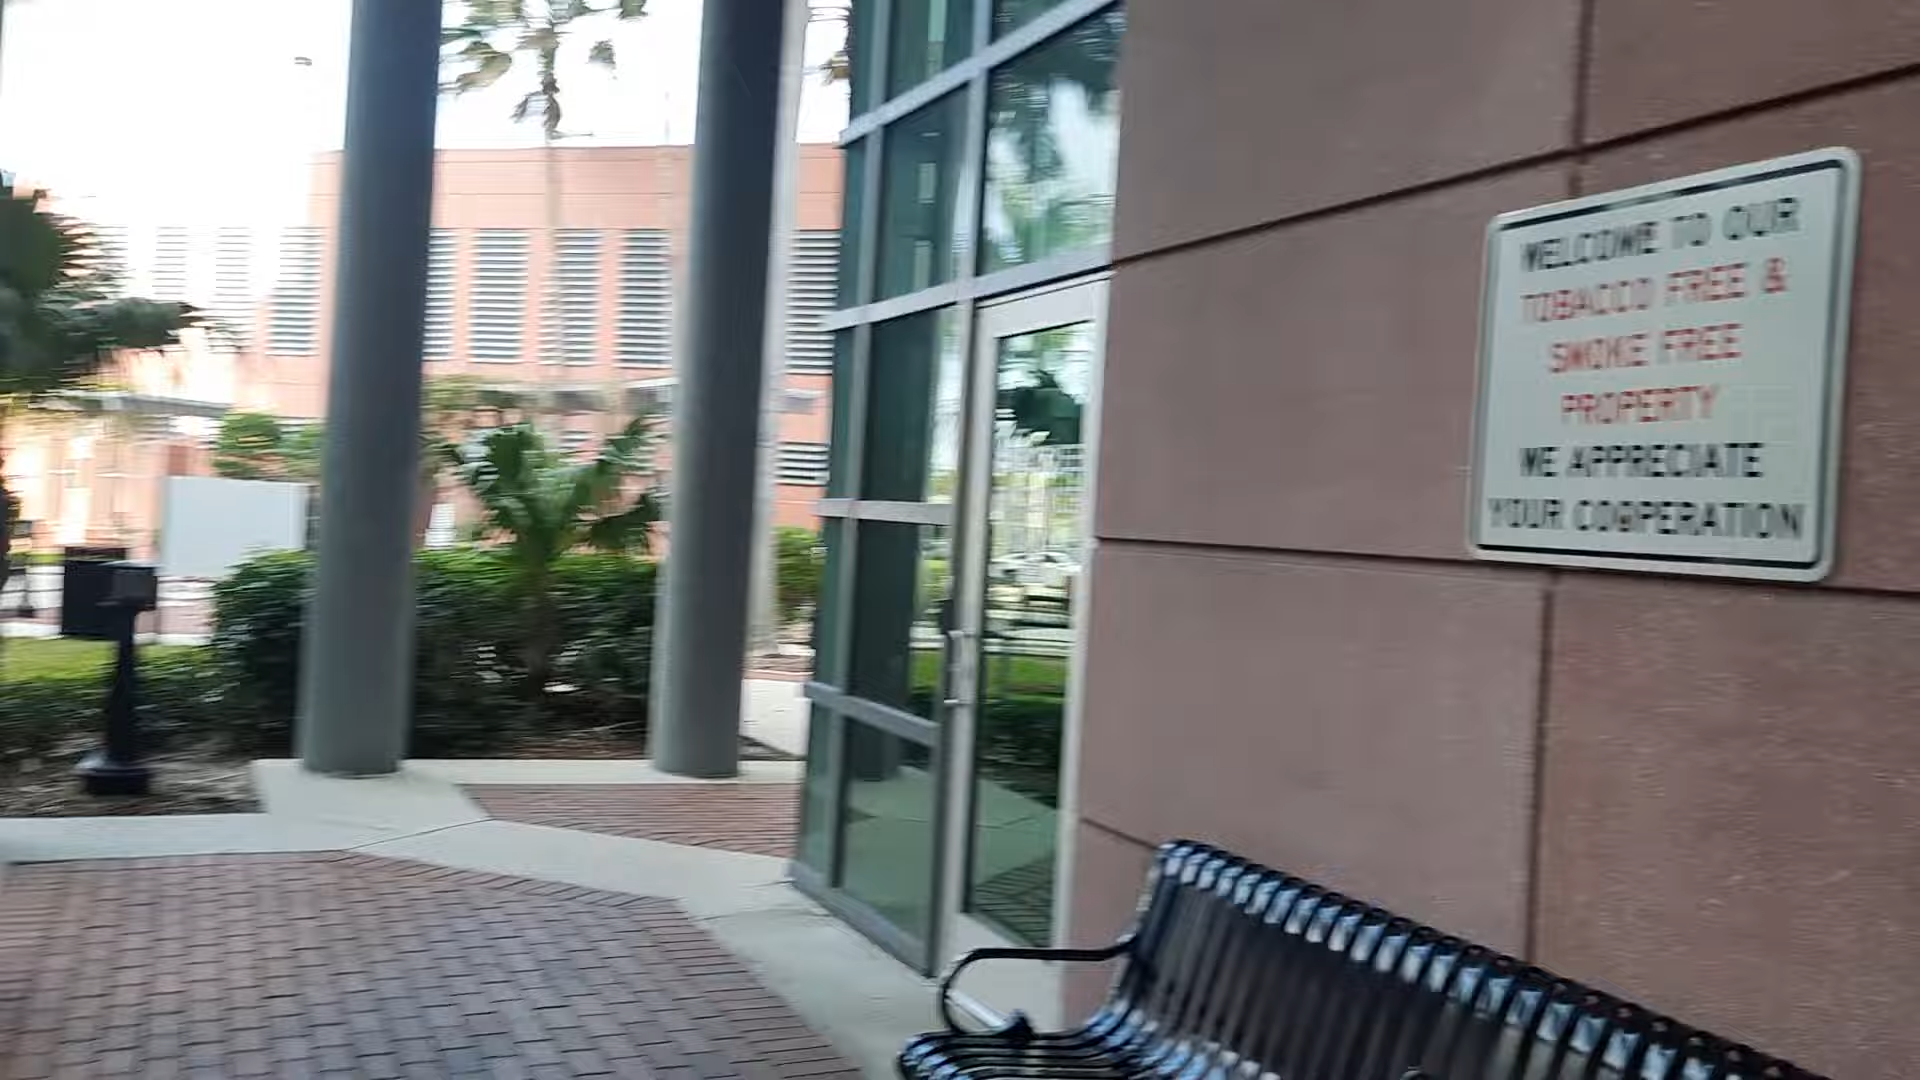 WELCOME TO OUR
TOBACCO FREE &
SMOKE FREE
PROPERTY
WE APPRECIATE
YOUR COOPERATION